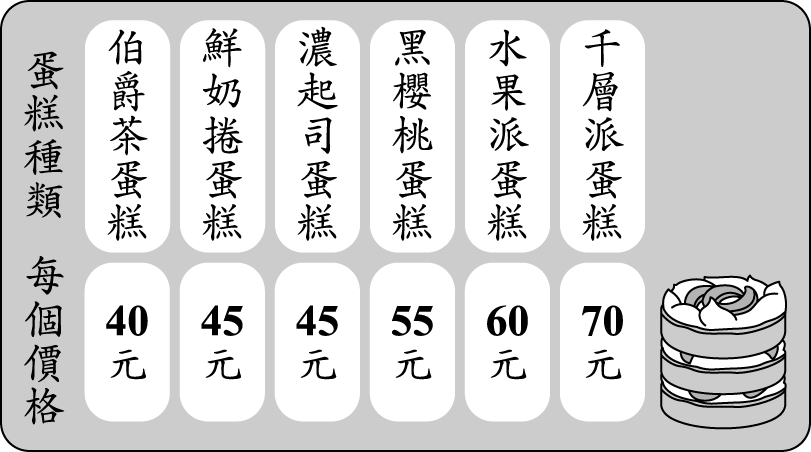 蛋糕種類
伯爵茶蛋糕
鮮奶捲蛋糕
濃起司蛋糕
黑櫻桃蛋糕
水果派蛋糕
千層派蛋糕
每個價格
40元
45元
45元
55元
60元
70元